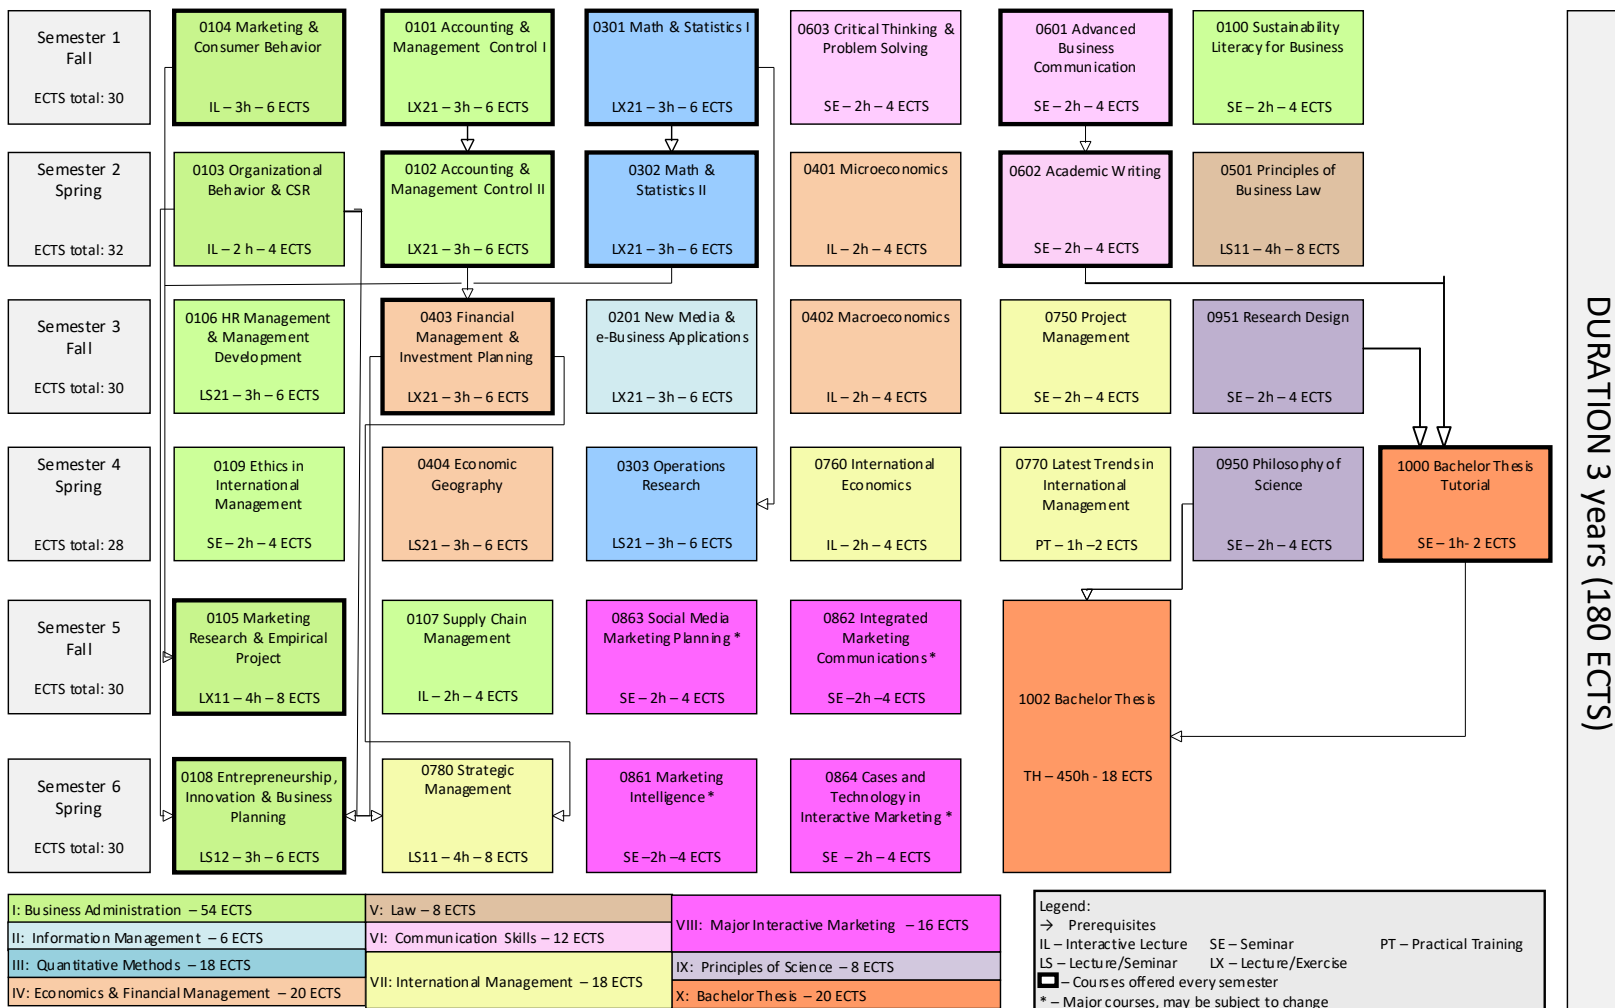 Semester 1
Fall
ECTS total: 30
0104 Marketing &
Consumer Behavior
IL – 3h – 6 ECTS
0101 Accounting &
Management Control I
LX21 – 3h – 6 ECTS
0301 Math & Statistics I
LX21 – 3h – 6 ECTS
0603 Critical Thinking &
Problem Solving
SE – 2h – 4 ECTS
0601 Advanced
Business
Communication
SE – 2h – 4 ECTS
0100 Sustainability
Literacy for Business
SE – 2h – 4 ECTS
Semester 2
Spring
ECTS total: 32
0103 Organizational
Behavior & CSR
IL – 2 h – 4 ECTS
0102 Accounting &
Management Control II
LX21 – 3h – 6 ECTS
0302 Math &
Statistics II
LX21 – 3h – 6 ECTS
0401 Microeconomics
IL – 2h – 4 ECTS
0602 Academic Writing
SE – 2h – 4 ECTS
0501 Principles of
Business Law
LS11 – 4h – 8 ECTS
Semester 3
Fall
ECTS total: 30
0106 HR Management
& Management
Development
LS21 – 3h – 6 ECTS
0403 Financial
Management &
Investment Planning
LX21 – 3h – 6 ECTS
0201 New Media &
e-Business Applications
LX21 – 3h – 6 ECTS
0402 Macroeconomics
IL – 2h – 4 ECTS
0750 Project
Management
SE – 2h – 4 ECTS
0951 Research Design
SE – 2h – 4 ECTS
Semester 4
Spring
ECTS total: 28
0109 Ethics in
International
Management
SE – 2h – 4 ECTS
0404 Economic
Geography
LS21 – 3h – 6 ECTS
0303 Operations
Research
LS21 – 3h – 6 ECTS
0760 International
Economics
IL – 2h – 4 ECTS
0770 Latest Trends in
International
Management
PT – 1h –2 ECTS
0950 Philosophy of
Science
SE – 2h – 4 ECTS
1000 Bachelor Thesis
Tutorial
SE – 1h- 2 ECTS
Semester 5
Fall
ECTS total: 30
0105 Marketing
Research & Empirical
Project
LX11 – 4h – 8 ECTS
0107 Supply Chain
Management
IL – 2h – 4 ECTS
0863 Social Media
Marketing Planning *
SE – 2h – 4 ECTS
0862 Integrated
Marketing
Communications *
SE –2h –4 ECTS
1002 Bachelor Thesis
TH – 450h - 18 ECTS
Semester 6
Spring
ECTS total: 30
0108 Entrepreneurship,
Innovation & Business
Planning
LS12 – 3h – 6 ECTS
0780 Strategic
Management
LS11 – 4h – 8 ECTS
0861 Marketing
Intelligence *
SE –2h –4 ECTS
0864 Cases and
Technology in
Interactive Marketing *
SE – 2h – 4 ECTS
DURATION 3 years (180 ECTS)
I: Business Administration – 54 ECTS
II: Information Management – 6 ECTS
III: Quantitative Methods – 18 ECTS
IV: Economics & Financial Management – 20 ECTS
V: Law – 8 ECTS
VI: Communication Skills – 12 ECTS
VII: International Management – 18 ECTS
VIII: Major Interactive Marketing – 16 ECTS
IX: Principles of Science – 8 ECTS
X: Bachelor Thesis – 20 ECTS
Legend:
→ Prerequisites
IL – Interactive Lecture SE – Seminar PT – Practical Training
LS – Lecture/Seminar LX – Lecture/Exercise
– Courses offered every semester
* – Major courses, may be subject to change